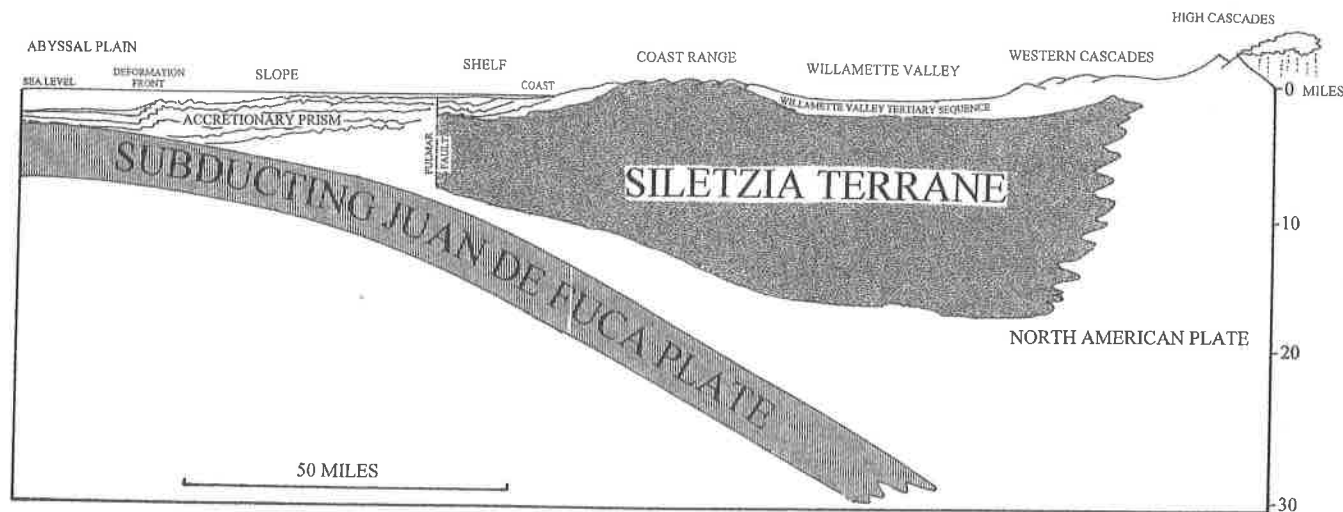 HIGH CASCADES
ABYSSAL PLAIN
SEA LEVEL
DEFORMATION
FRONT
SLOPE
SHELF
COAST
COAST RANGE
WILLAMETTE VALLEY
WESTERN CASCADES
0 MILES
WILLAMETTE VALLEY TERTIARY SEQUENCE
ACCRETIONARY PRISM
FULMAR
FAULT
SUBDUCTING JUAN DE FUCA PLATE
SILETZIA TERRANE
10
NORTH AMERICAN PLATE
20
50 MILES
30